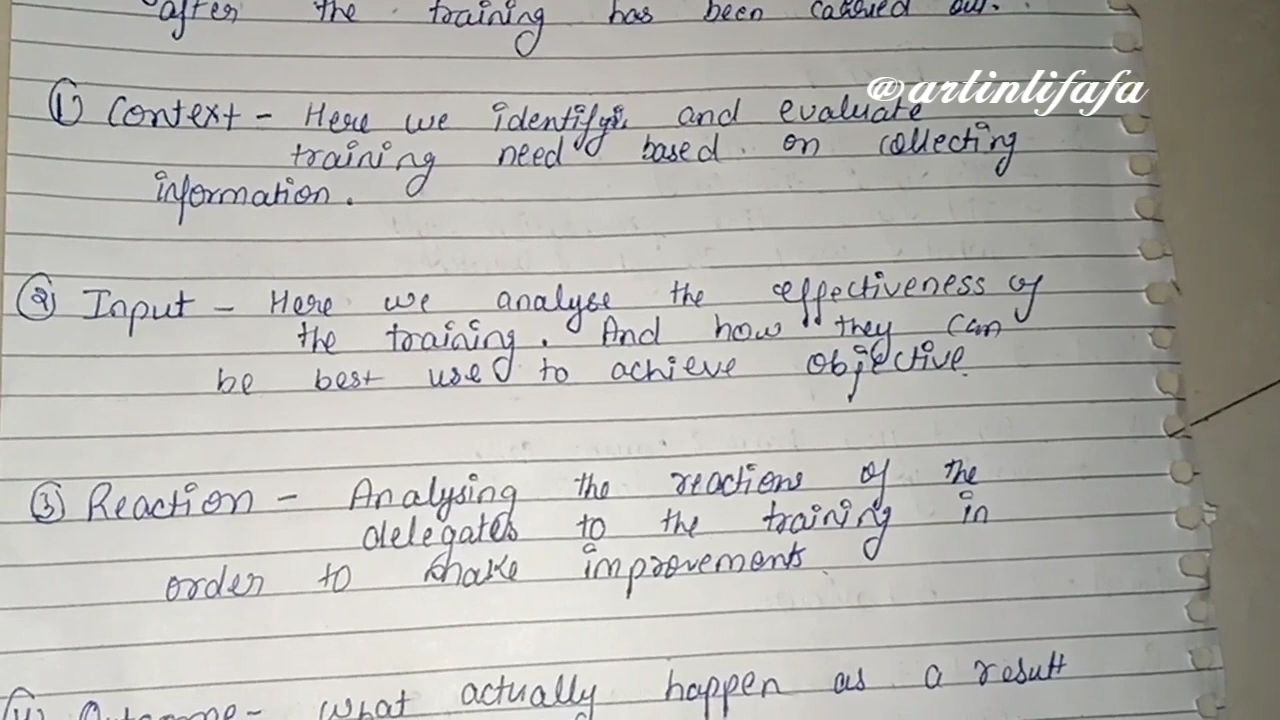 after the training has been carried out.
@artinlifafa
① Context - Here we identify and evaluate
training need based on collecting
information.
② Input - Here we analyse the effectiveness of
the training. And how they can
be best used to achieve objective.
③ Reaction - Analysing the reactions of the
delegates to the training in
order to make improvements.
Outcome - What actually happen as a result